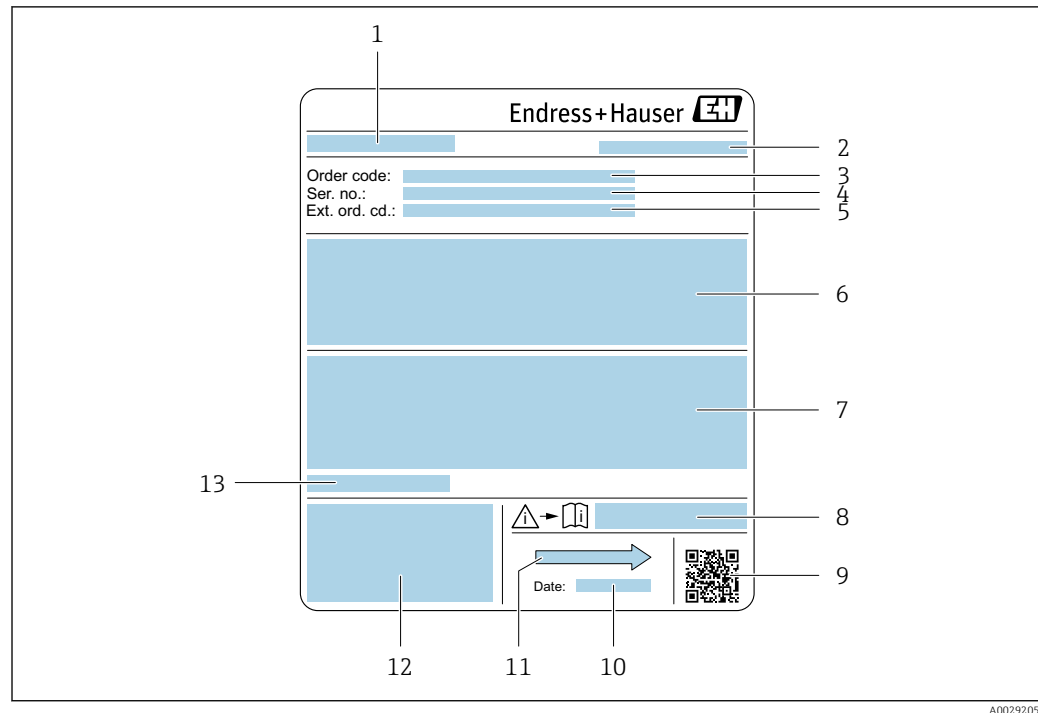 1
Endress+Hauser EH
2
Order code:
3
Ser. no.:
4
Ext. ord. cd.:
5
6
7
13
i i
8
9
Date:
12
11
10
A0029205